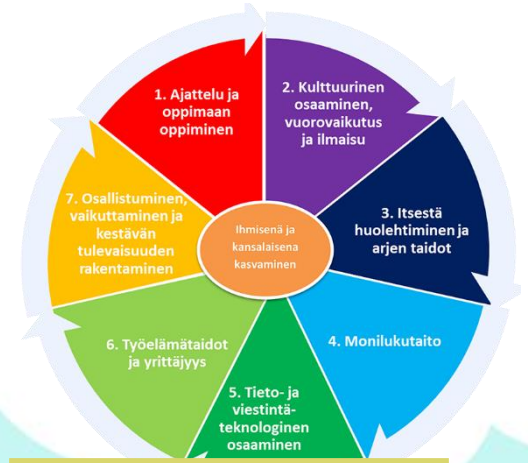 1. Ajattelu ja
oppimaan
oppiminen
2. Kulttuurinen
osaaminen,
vuorovaikutus
ja ilmaisu
3. Itsestä
huolehtiminen ja
arjen taidot
4. Monilukutaito
5. Tieto- ja
viestintä-
teknologinen
osaaminen
6. Työelämätaidot
ja yrittäjyys
7. Osallistuminen,
vaikuttaminen ja
kestävän
tulevaisuuden
rakentaminen
Ihmisenä ja
kansalaisena
kasvaminen